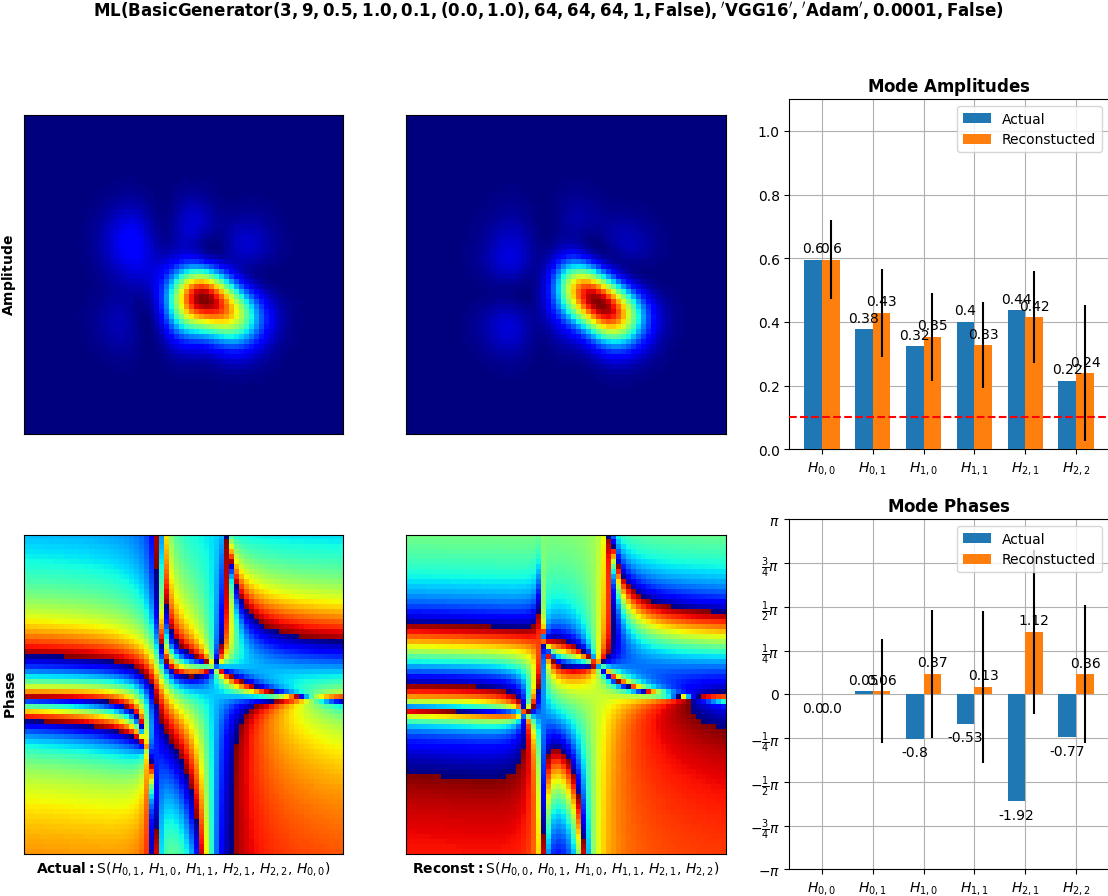 ML(BasicGenerator(3, 9, 0.5, 1.0, 0.1, (0.0, 1.0), 64, 64, 64, 1, False), ′VGG16′, ′Adam′, 0.0001, False)
Amplitude
Mode Amplitudes
Actual
Reconstucted
1.0
0.8
0.6
0.4
0.2
0.0
0.6 0.6
0.38 0.43
0.32 0.35
0.4 0.33
0.44 0.42
0.22 0.24
H0,0 H0,1 H1,0 H1,1 H2,1 H2,2
Phase
Actual: S(H0,1, H1,0, H1,1, H2,1, H2,2, H0,0)
Reconst: S(H0,0, H0,1, H1,0, H1,1, H2,1, H2,2)
Mode Phases
Actual
Reconstucted
π
3/4π
1/2π
1/4π
0
−1/4π
−1/2π
−3/4π
−π
0.0 0.0
0.05 0.06
-0.8 0.37
-0.53 0.13
-1.92 1.12
-0.77 0.36
H0,0 H0,1 H1,0 H1,1 H2,1 H2,2